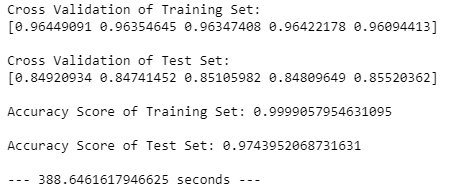 Cross Validation of Training Set:
[0.96449091 0.96354645 0.96347408 0.96422178 0.96094413]
Cross Validation of Test Set:
[0.84920934 0.84741452 0.85105982 0.84809649 0.85520362]
Accuracy Score of Training Set: 0.9999057954631095
Accuracy Score of Test Set: 0.9743952068731631
--- 388.6461617946625 seconds ---